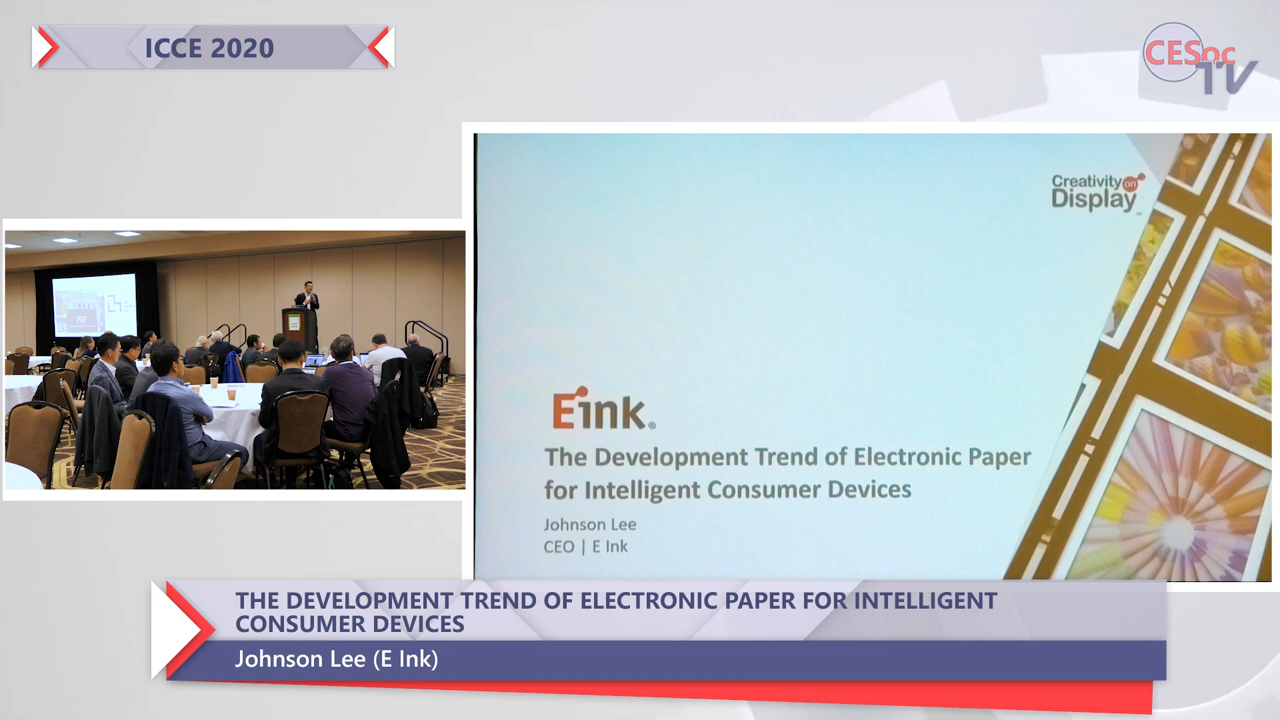 ICCE 2020
CESoc
TV
Creativity on
Display
E ink®
The Development Trend of Electronic Paper
for Intelligent Consumer Devices
Johnson Lee
CEO | E Ink
THE DEVELOPMENT TREND OF ELECTRONIC PAPER FOR INTELLIGENT
CONSUMER DEVICES
Johnson Lee (E Ink)